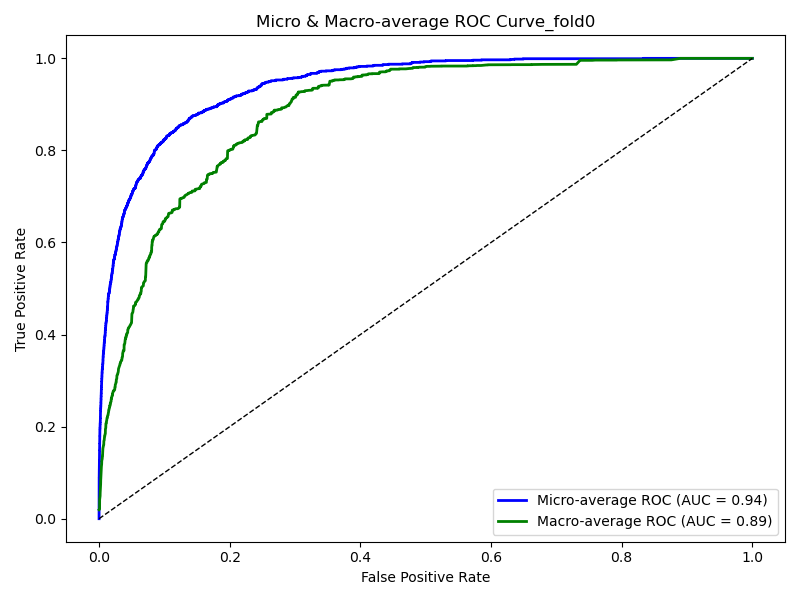 Micro & Macro-average ROC Curve_fold0
True Positive Rate
1.0
0.8
0.6
0.4
0.2
0.0
0.0 0.2 0.4 0.6 0.8 1.0
False Positive Rate
Micro-average ROC (AUC = 0.94)
Macro-average ROC (AUC = 0.89)